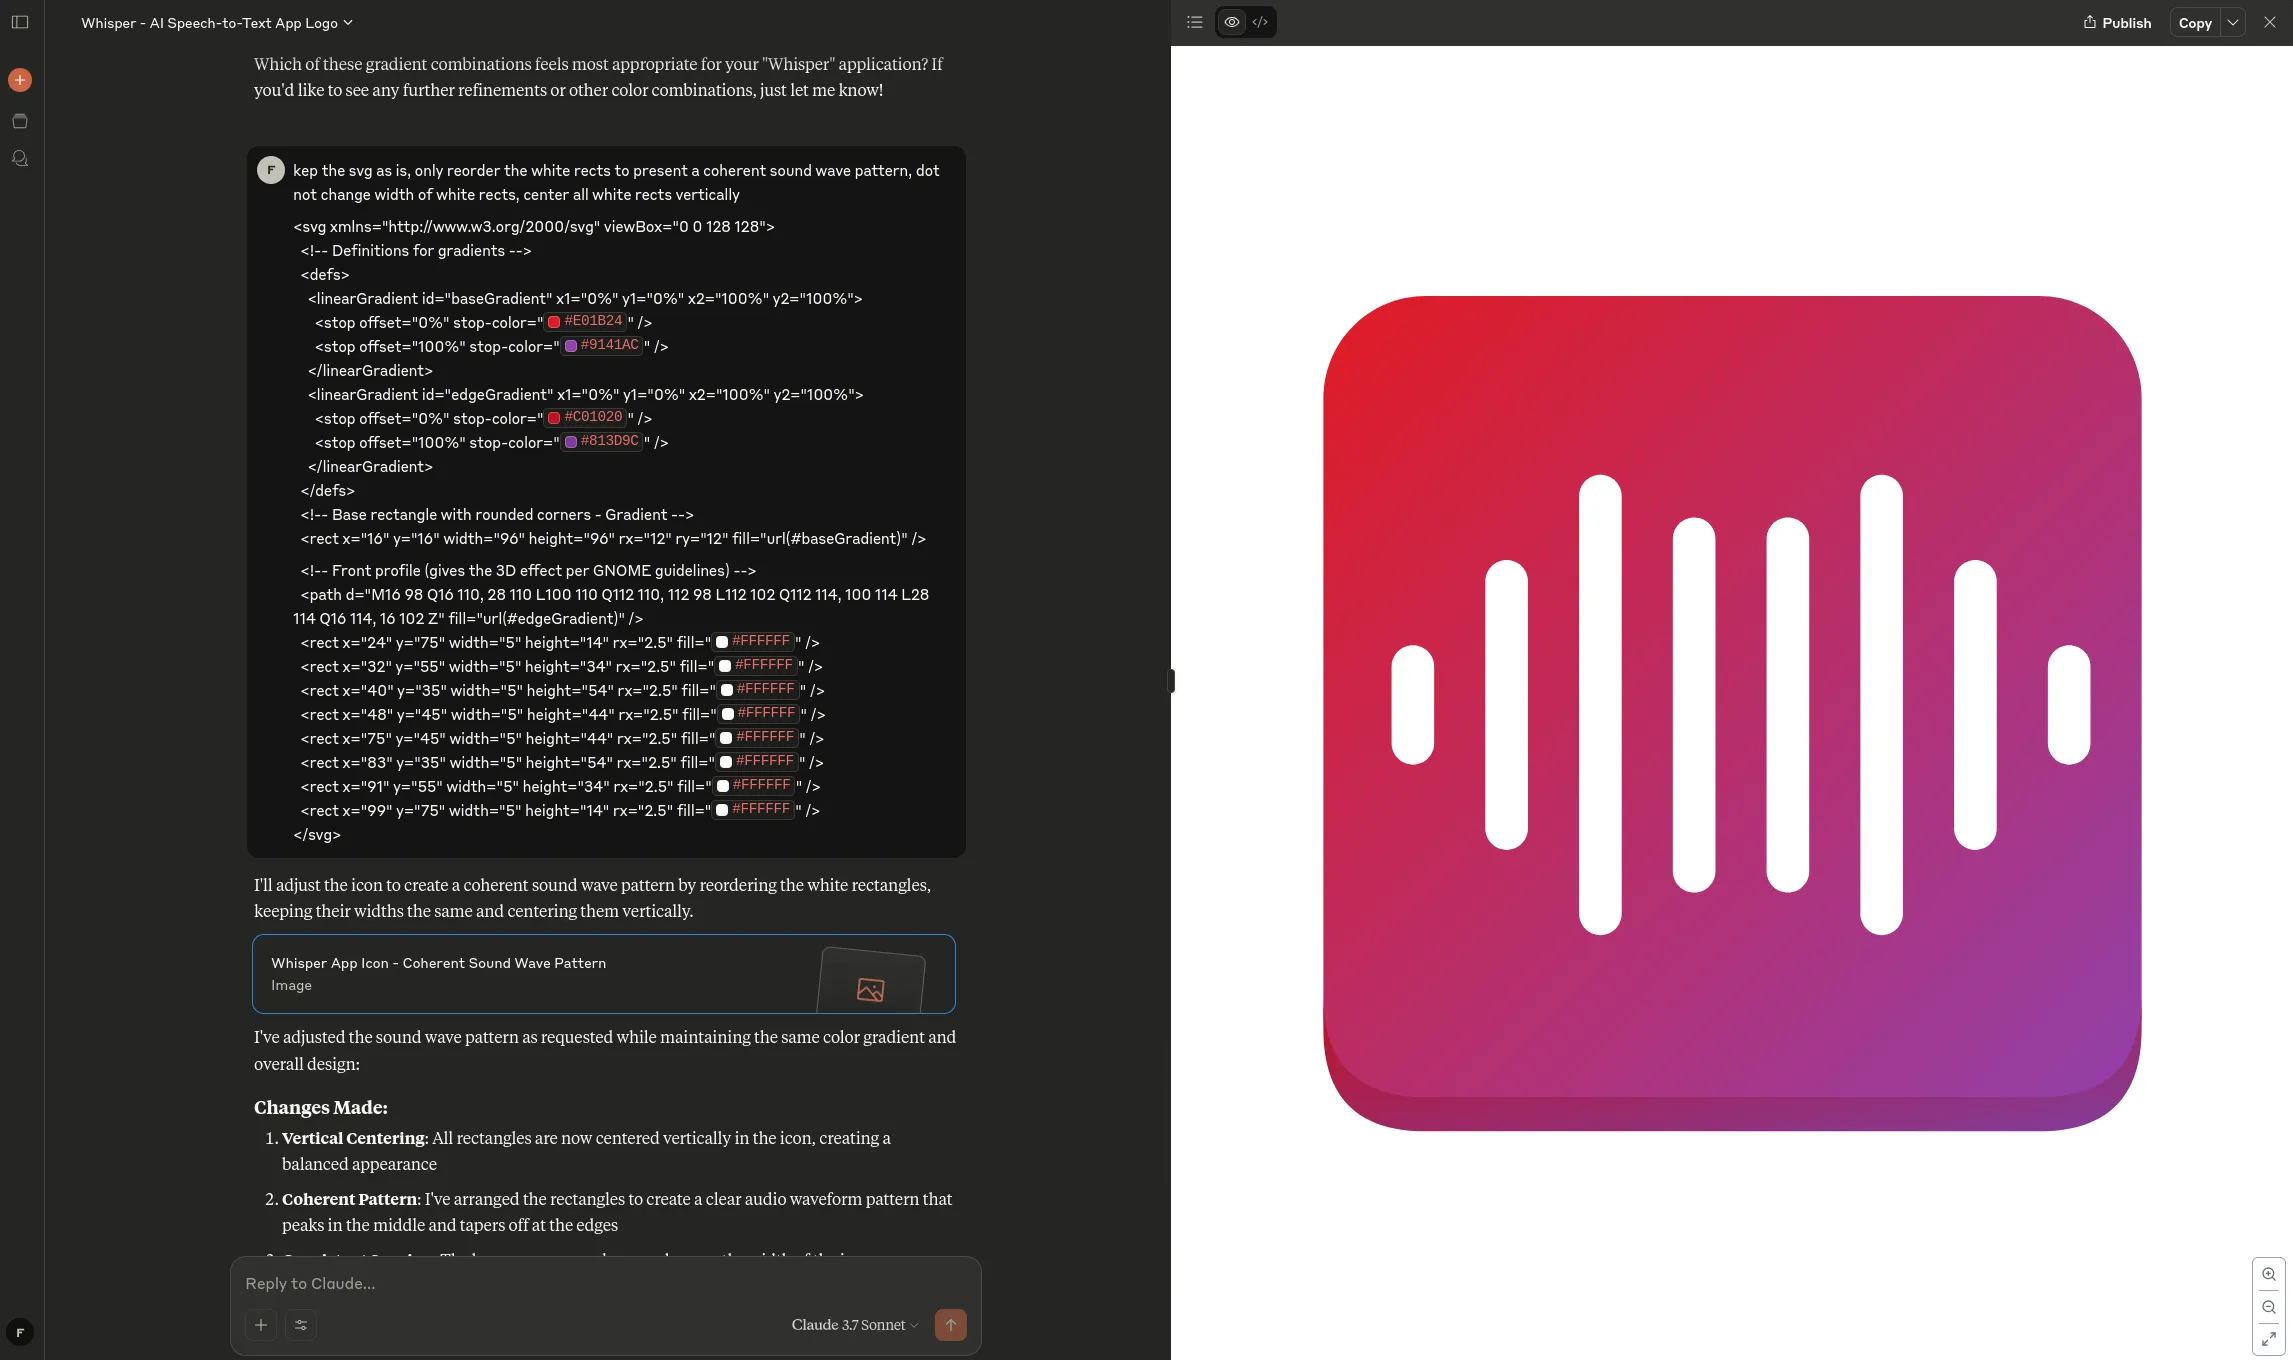 Whisper - AI Speech-to-Text App Logo
Which of these gradient combinations feels most appropriate for your "Whisper" application? If
you'd like to see any further refinements or other color combinations, just let me know!
F
kep the svg as is, only reorder the white rects to present a coherent sound wave pattern, dot
not change width of white rects, center all white rects vertically
<svg xmlns="http://www.w3.org/2000/svg" viewBox="0 0 128 128">
<!-- Definitions for gradients -->
<defs>
<linearGradient id="baseGradient" x1="0%" y1="0%" x2="100%" y2="100%">
<stop offset="0%" stop-color="#E01B24" />
<stop offset="100%" stop-color="#9141AC" />
</linearGradient>
<linearGradient id="edgeGradient" x1="0%" y1="0%" x2="100%" y2="100%">
<stop offset="0%" stop-color="#C01020" />
<stop offset="100%" stop-color="#813D9C" />
</linearGradient>
</defs>
<!-- Base rectangle with rounded corners - Gradient -->
<rect x="16" y="16" width="96" height="96" rx="12" ry="12" fill="url(#baseGradient)" />
<!-- Front profile (gives the 3D effect per GNOME guidelines) -->
<path d="M16 98 Q16 110, 28 110 L100 110 Q112 110, 112 98 L112 102 Q112 114, 100 114 L28
114 Q16 114, 16 102 Z" fill="url(#edgeGradient)" />
<rect x="24" y="75" width="5" height="14" rx="2.5" fill="#FFFFFF" />
<rect x="32" y="55" width="5" height="34" rx="2.5" fill="#FFFFFF" />
<rect x="40" y="35" width="5" height="54" rx="2.5" fill="#FFFFFF" />
<rect x="48" y="45" width="5" height="44" rx="2.5" fill="#FFFFFF" />
<rect x="75" y="45" width="5" height="44" rx="2.5" fill="#FFFFFF" />
<rect x="83" y="35" width="5" height="54" rx="2.5" fill="#FFFFFF" />
<rect x="91" y="55" width="5" height="34" rx="2.5" fill="#FFFFFF" />
<rect x="99" y="75" width="5" height="14" rx="2.5" fill="#FFFFFF" />
</svg>
I'll adjust the icon to create a coherent sound wave pattern by reordering the white rectangles,
keeping their widths the same and centering them vertically.
Whisper App Icon - Coherent Sound Wave Pattern
Image
I've adjusted the sound wave pattern as requested while maintaining the same color gradient and
overall design:
Changes Made:
1. Vertical Centering: All rectangles are now centered vertically in the icon, creating a
balanced appearance
2. Coherent Pattern: I've arranged the rectangles to create a clear audio waveform pattern that
peaks in the middle and tapers off at the edges
Reply to Claude...
Claude 3.7 Sonnet
F
Publish
Copy